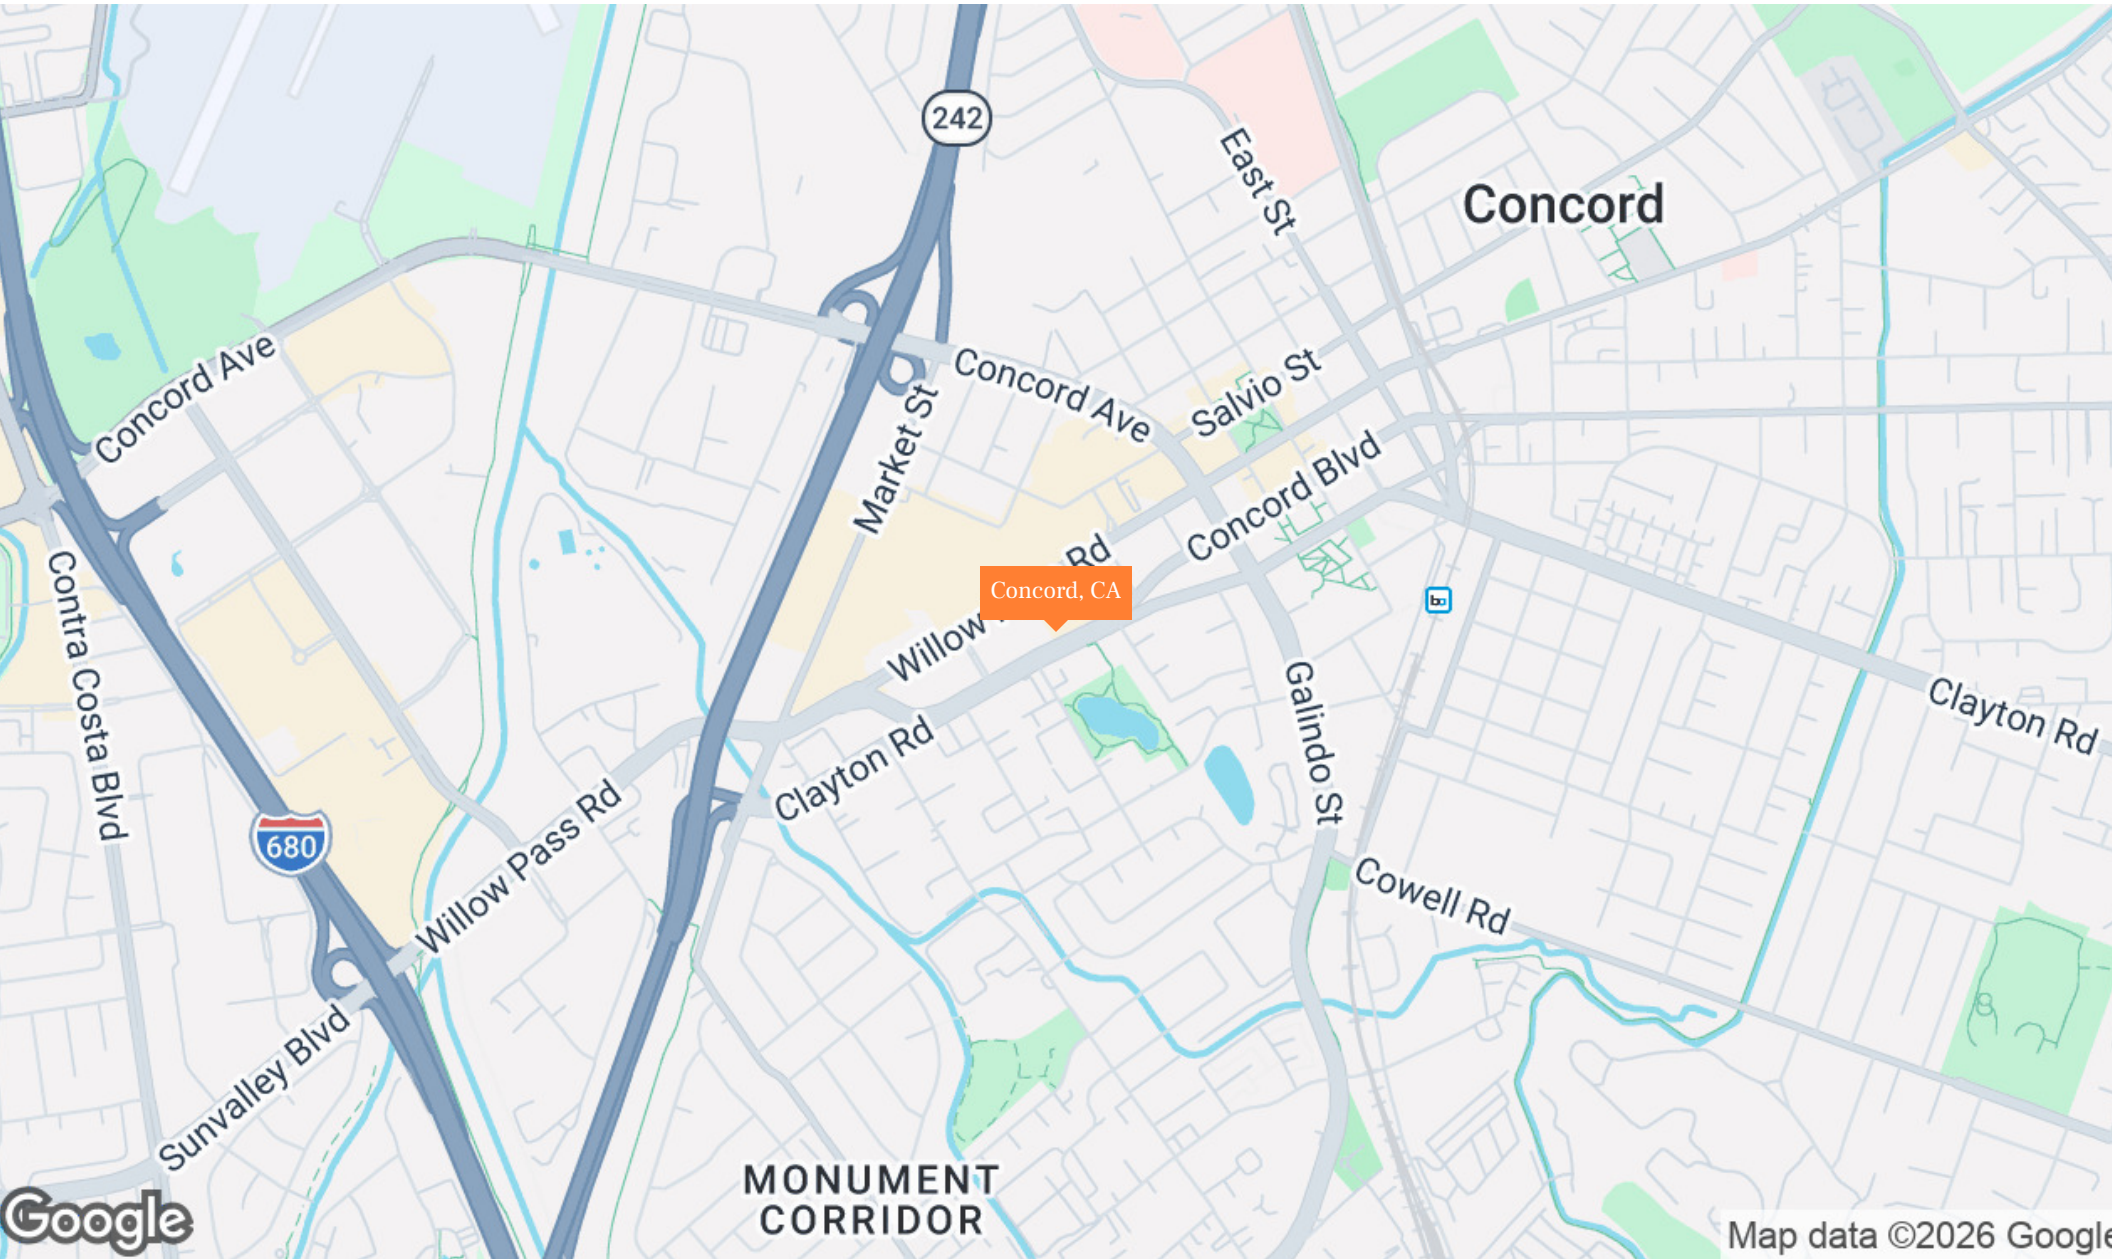 242
East St
Concord
Concord Ave
Concord Ave
Salvio St
Market St
Concord Blvd
Rd
Concord, CA
Willow
Contra Costa Blvd
Galindo St
Clayton Rd
Clayton Rd
680
Willow Pass Rd
Cowell Rd
Sunvalley Blvd
MONUMENT
CORRIDOR
Google
Map data ©2026 Google